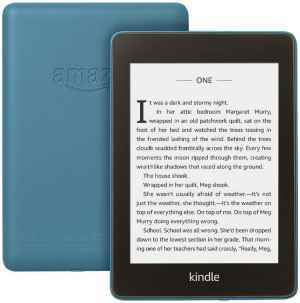 amazon
ONE
It was a dark and stormy night.
In her attic bedroom Margaret Murry,
wrapped in an old patchwork quilt, sat on the
foot of her bed and watched the trees tossing in
the frenzied lashing of the wind. Behind the trees
clouds scudded frantically across the sky. Every few
moments the moon ripped through them, creating
wraithlike shadows that raced along the ground.
The house shook.
Wrapped in her quilt, Meg shook.
She wasn't usually afraid of weather.—It's not
just the weather, she thought.—It's the weather on
top of everything else. On top of me. On top of Meg
Murry doing everything wrong.
School. School was all wrong. She'd been dropped
down to the lowest section in her grade. That morn-
ing one of her teachers had said crossly, "Really, Meg,
kindle